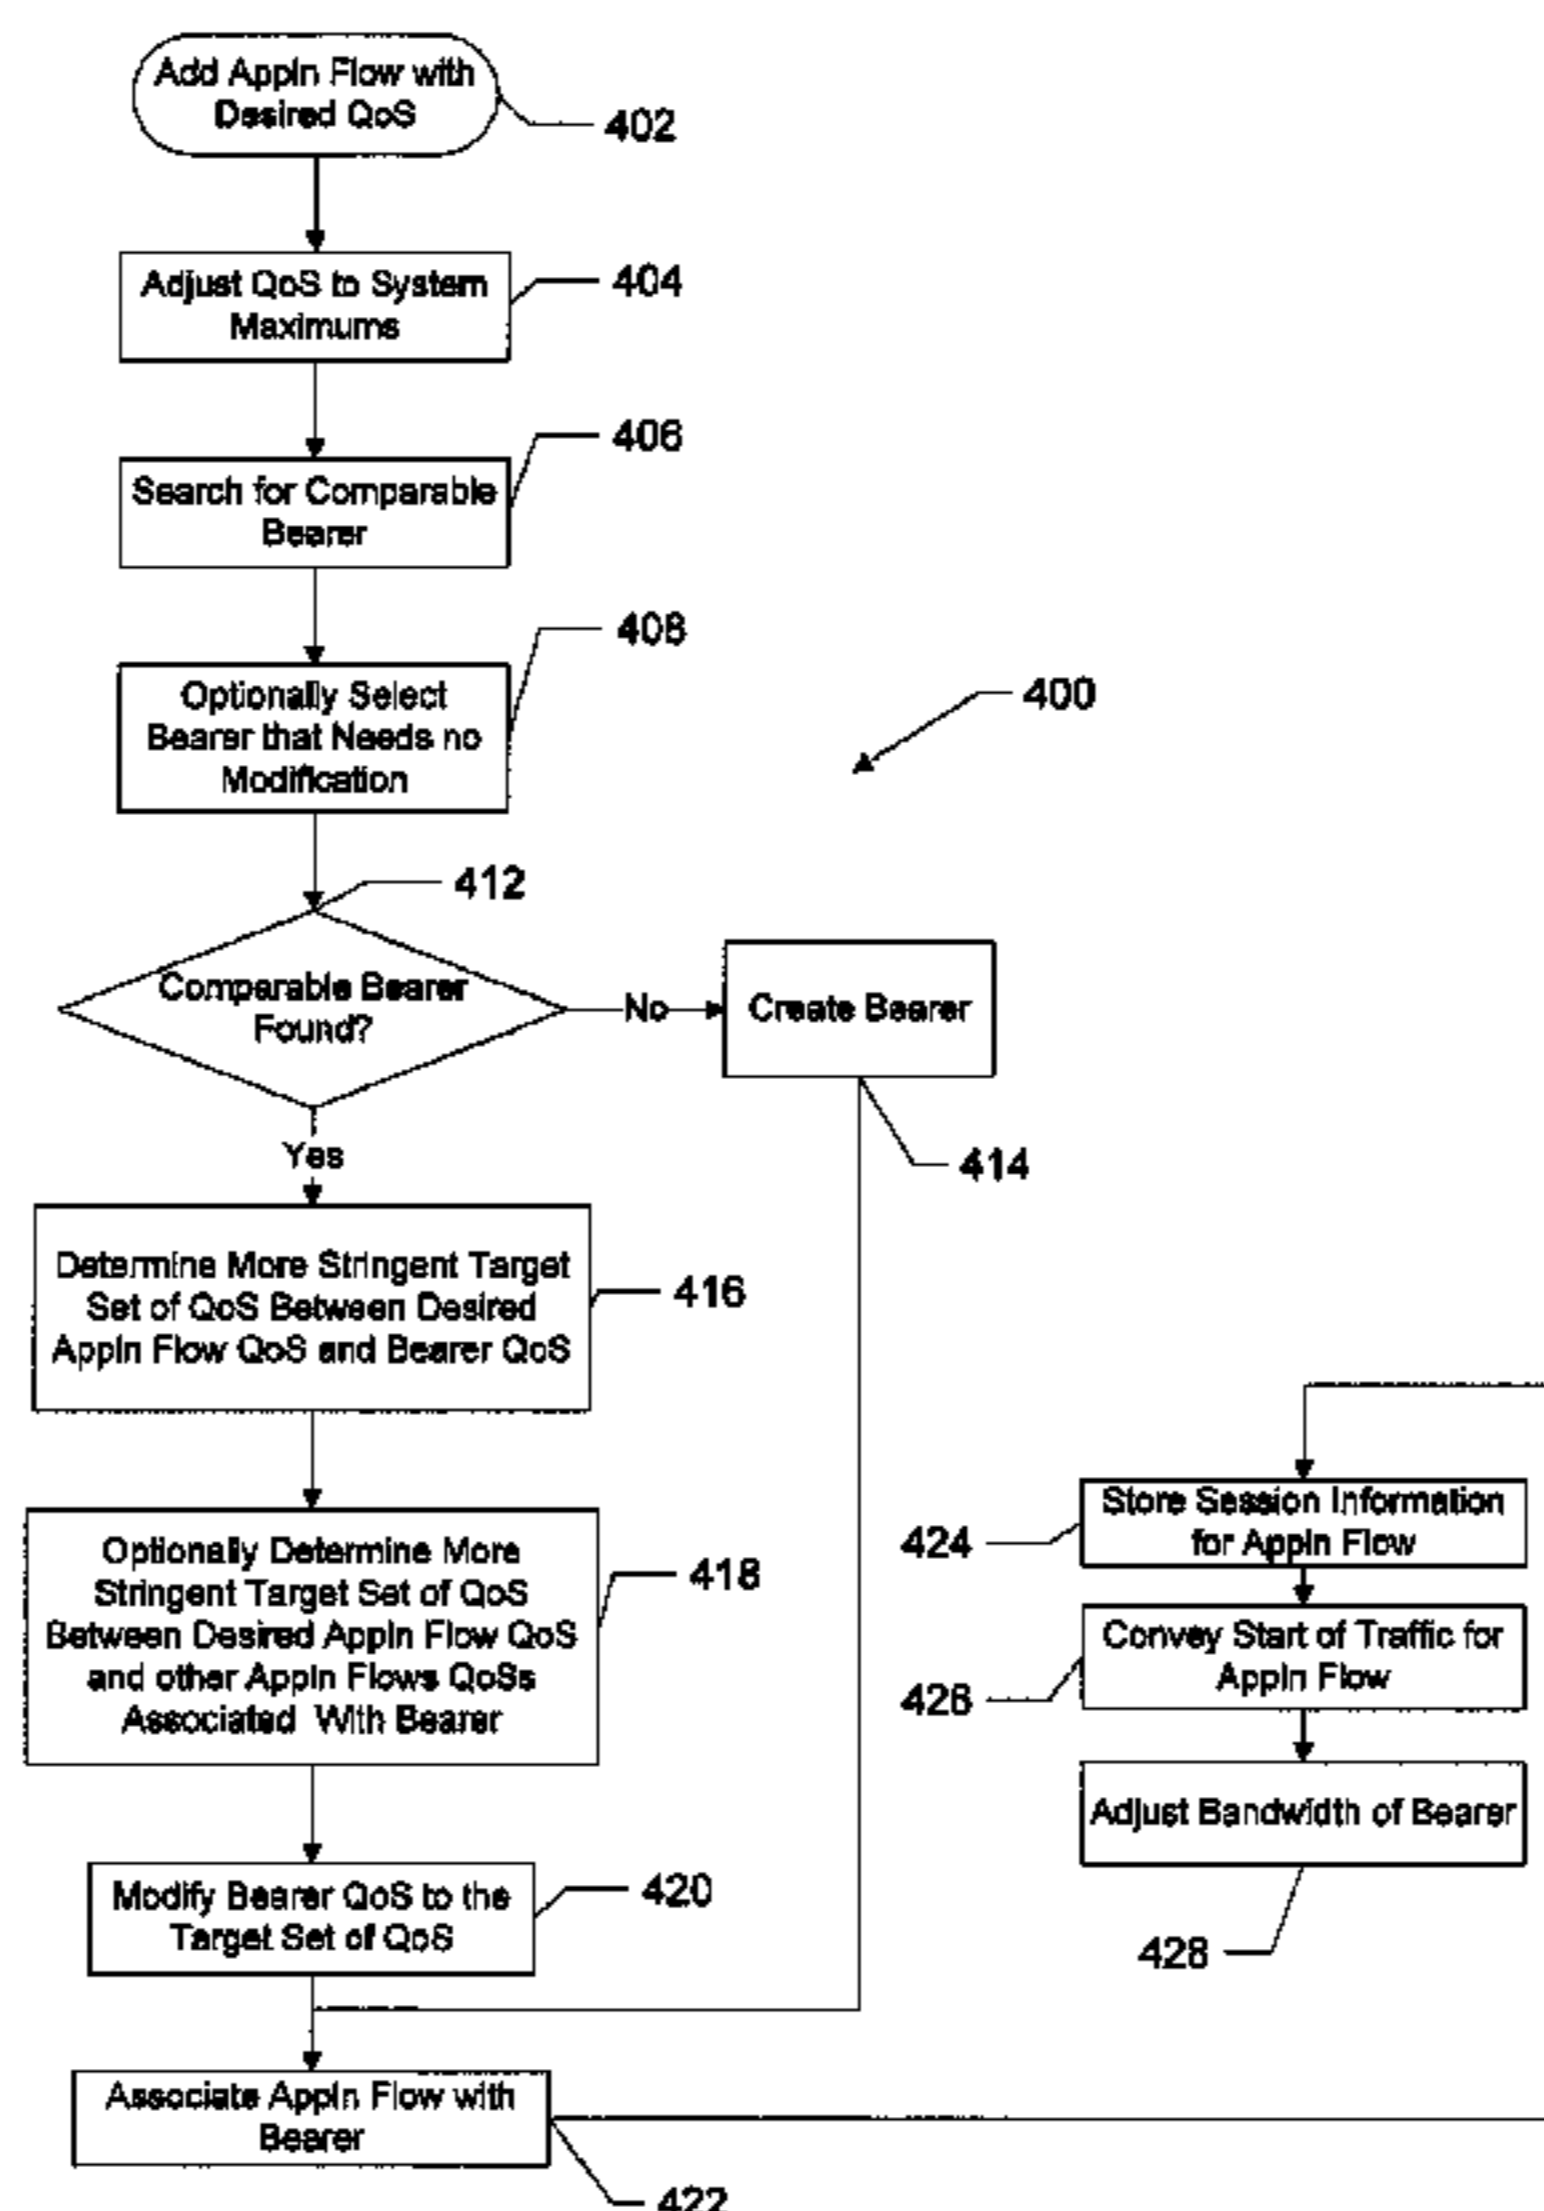 Add Appln Flow with
Desired QoS
402
Adjust QoS to System
Maximums
404
Search for Comparable
Bearer
406
Optionally Select
Bearer that Needs no
Modification
408
400
412
Comparable Bearer
Found?
No
Create Bearer
414
Yes
Determine More Stringent Target
Set of QoS Between Desired
Appln Flow QoS and Bearer QoS
416
Optionally Determine More
Stringent Target Set of QoS
Between Desired Appln Flow QoS
and other Appln Flows QoSs
Associated With Bearer
418
Modify Bearer QoS to the
Target Set of QoS
420
Associate Appln Flow with
Bearer
422
Store Session Information
for Appln Flow
424
Convey Start of Traffic for
Appln Flow
426
Adjust Bandwidth of Bearer
428